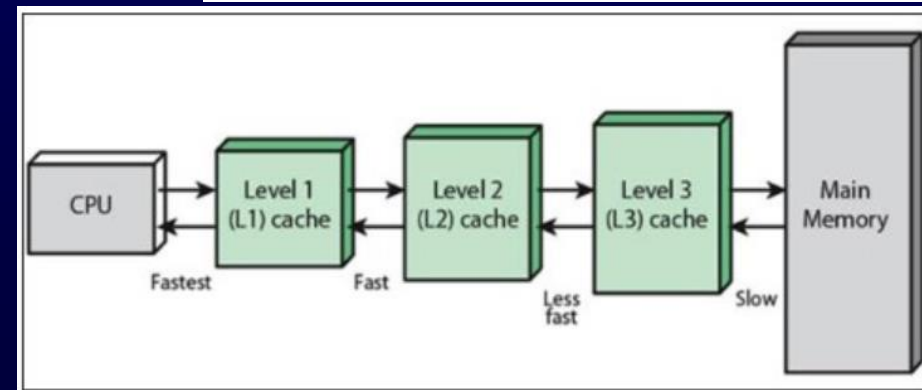 CPU
Level 1
(L1) cache
Level 2
(L2) cache
Level 3
(L3) cache
Main
Memory
Fastest
Fast
Less
fast
Slow